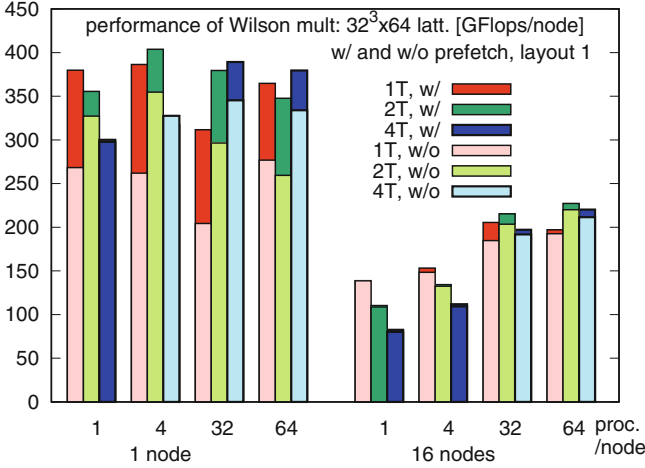 performance of Wilson mult: 32³x64 latt. [GFlops/node]
w/ and w/o prefetch, layout 1
1T, w/
2T, w/
4T, w/
1T, w/o
2T, w/o
4T, w/o
450
400
350
300
250
200
150
100
50
0
1 4 32 64 1 4 32 64 proc.
1 node 16 nodes /node